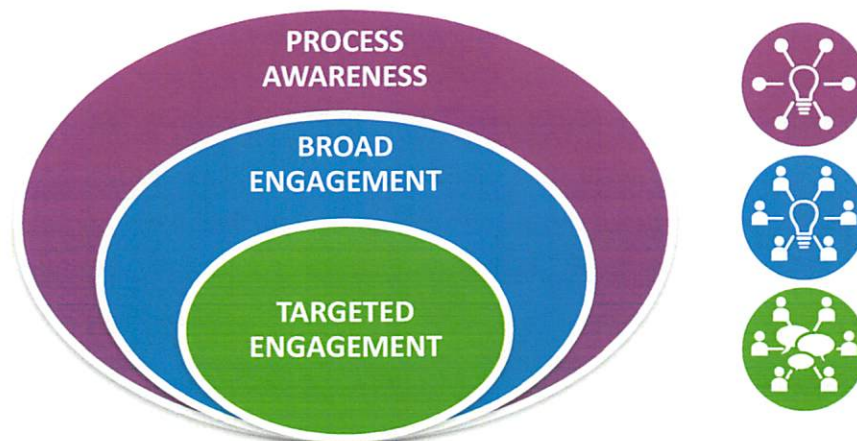 PROCESS
AWARENESS
BROAD
ENGAGEMENT
TARGETED
ENGAGEMENT